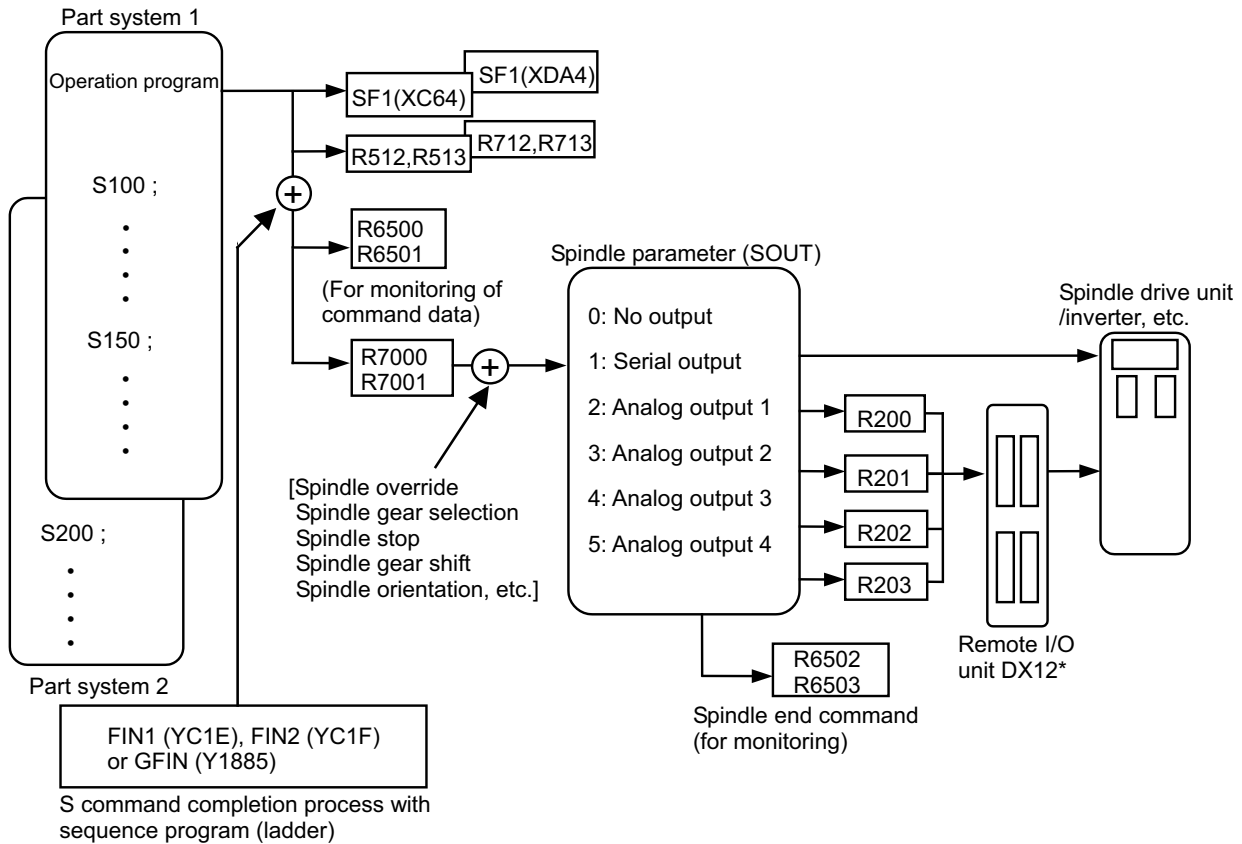 Part system 1
Operation program
S100 ;
S150 ;
S200 ;
Part system 2
SF1(XC64)
SF1(XDA4)
R512,R513
R712,R713
+
R6500
R6501
(For monitoring of
command data)
R7000
R7001
+
[Spindle override
Spindle gear selection
Spindle stop
Spindle gear shift
Spindle orientation, etc.]
Spindle parameter (SOUT)
0: No output
1: Serial output
2: Analog output 1
3: Analog output 2
4: Analog output 3
5: Analog output 4
R200
R201
R202
R203
Spindle drive unit
/inverter, etc.
Remote I/O
unit DX12*
R6502
R6503
Spindle end command
(for monitoring)
FIN1 (YC1E), FIN2 (YC1F)
or GFIN (Y1885)
S command completion process with
sequence program (ladder)